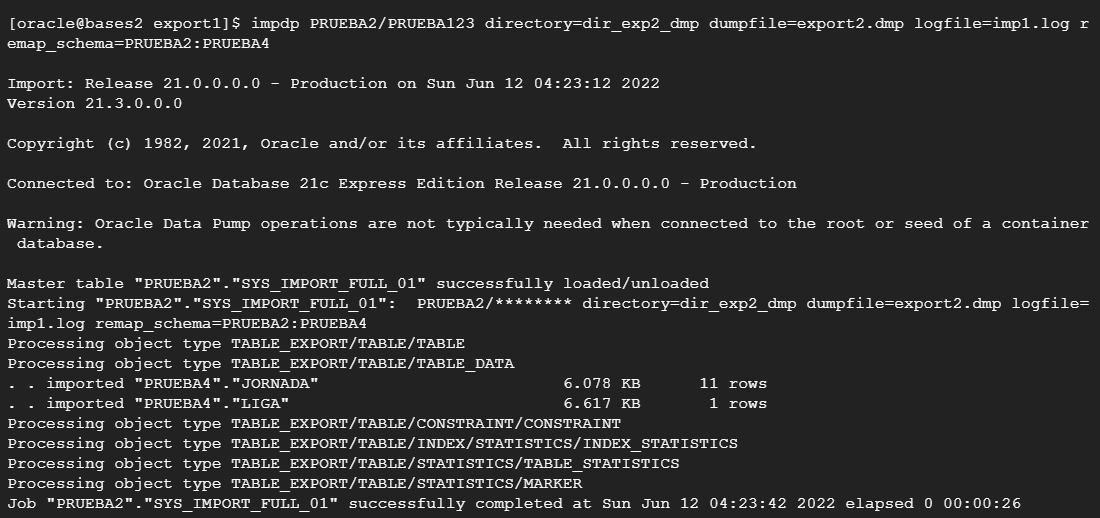 [oracle@bases2 export1]$ impdp PRUEBA2/PRUEBA123 directory=dir_exp2_dmp dumpfile=export2.dmp logfile=imp1.log r
emap_schema=PRUEBA2:PRUEBA4
Import: Release 21.0.0.0.0 - Production on Sun Jun 12 04:23:12 2022
Version 21.3.0.0.0
Copyright (c) 1982, 2021, Oracle and/or its affiliates.  All rights reserved.
Connected to: Oracle Database 21c Express Edition Release 21.0.0.0.0 - Production
Warning: Oracle Data Pump operations are not typically needed when connected to the root or seed of a container
 database.
Master table "PRUEBA2"."SYS_IMPORT_FULL_01" successfully loaded/unloaded
Starting "PRUEBA2"."SYS_IMPORT_FULL_01":  PRUEBA2/******** directory=dir_exp2_dmp dumpfile=export2.dmp logfile=
imp1.log remap_schema=PRUEBA2:PRUEBA4
Processing object type TABLE_EXPORT/TABLE/TABLE
Processing object type TABLE_EXPORT/TABLE/TABLE_DATA
. . imported "PRUEBA4"."JORNADA"                         6.078 KB      11 rows
. . imported "PRUEBA4"."LIGA"                            6.617 KB       1 rows
Processing object type TABLE_EXPORT/TABLE/CONSTRAINT/CONSTRAINT
Processing object type TABLE_EXPORT/TABLE/INDEX/STATISTICS/INDEX_STATISTICS
Processing object type TABLE_EXPORT/TABLE/STATISTICS/TABLE_STATISTICS
Processing object type TABLE_EXPORT/TABLE/STATISTICS/MARKER
Job "PRUEBA2"."SYS_IMPORT_FULL_01" successfully completed at Sun Jun 12 04:23:42 2022 elapsed 0 00:00:26